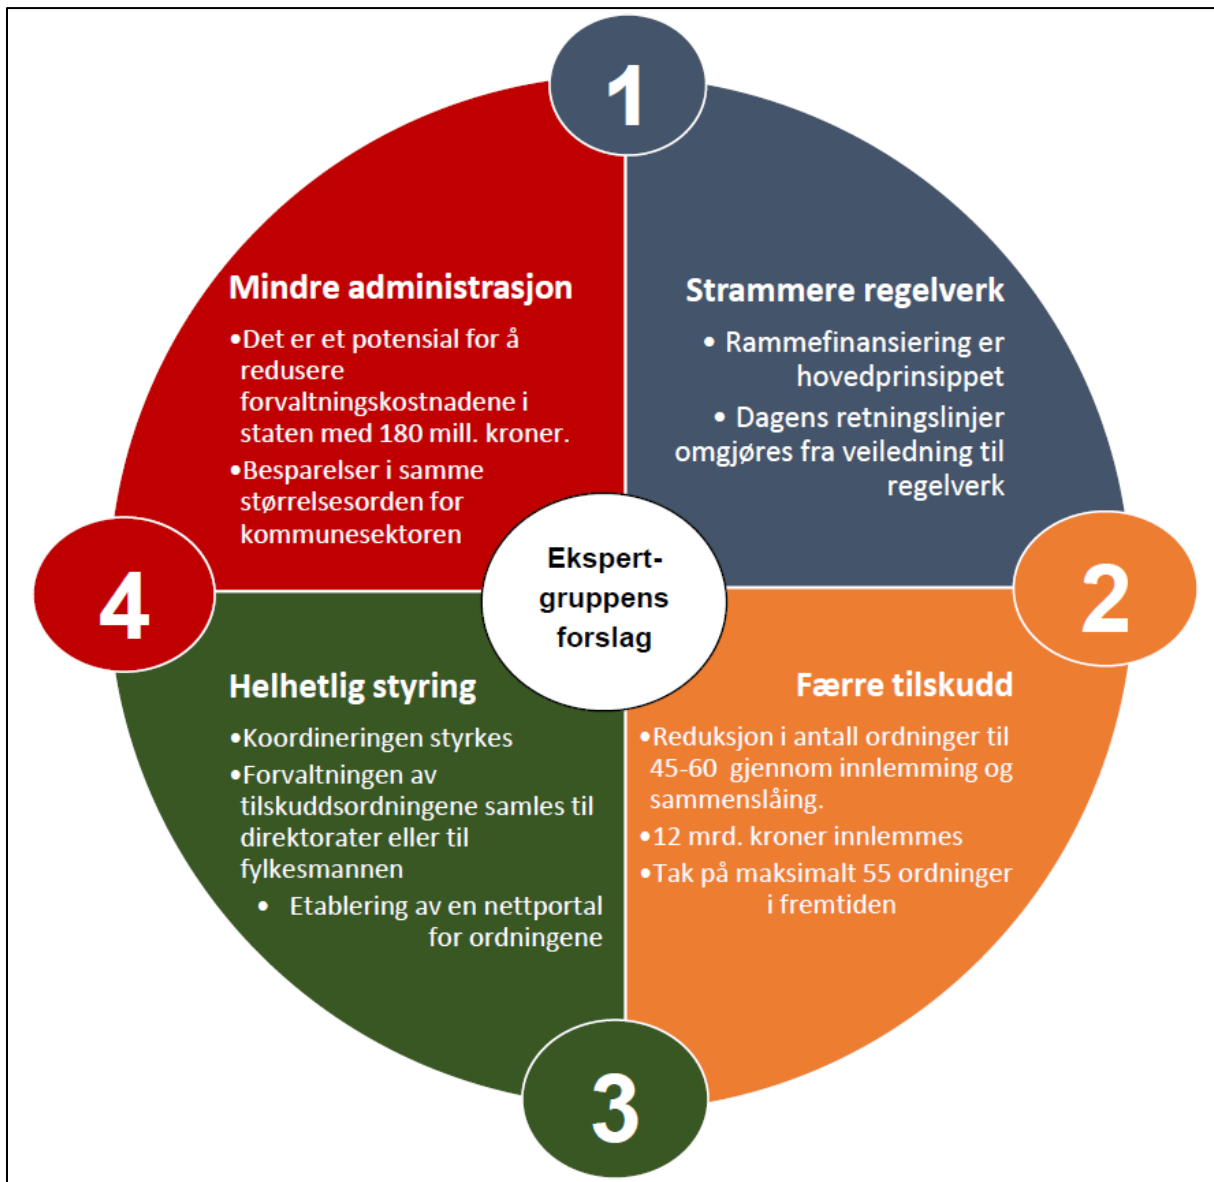 1
Strammere regelverk
• Rammefinansiering er
hovedprinsippet
• Dagens retningslinjer
omgjøres fra veiledning til
regelverk
2
Færre tilskudd
•Reduksjon i antall ordninger til
45-60 gjennom innlemming og
sammenslåing.
•12 mrd. kroner innlemmes
•Tak på maksimalt 55 ordninger
i fremtiden
3
Helhetlig styring
•Koordineringen styrkes
•Forvaltningen av
tilskuddsordningene samles til
direktorater eller til
fylkesmannen
• Etablering av en nettportal
for ordningene
4
Mindre administrasjon
•Det er et potensial for å
redusere
forvaltningskostnadene i
staten med 180 mill. kroner.
•Besparelser i samme
størrelsesorden for
kommunesektoren
Ekspert-
gruppens
forslag